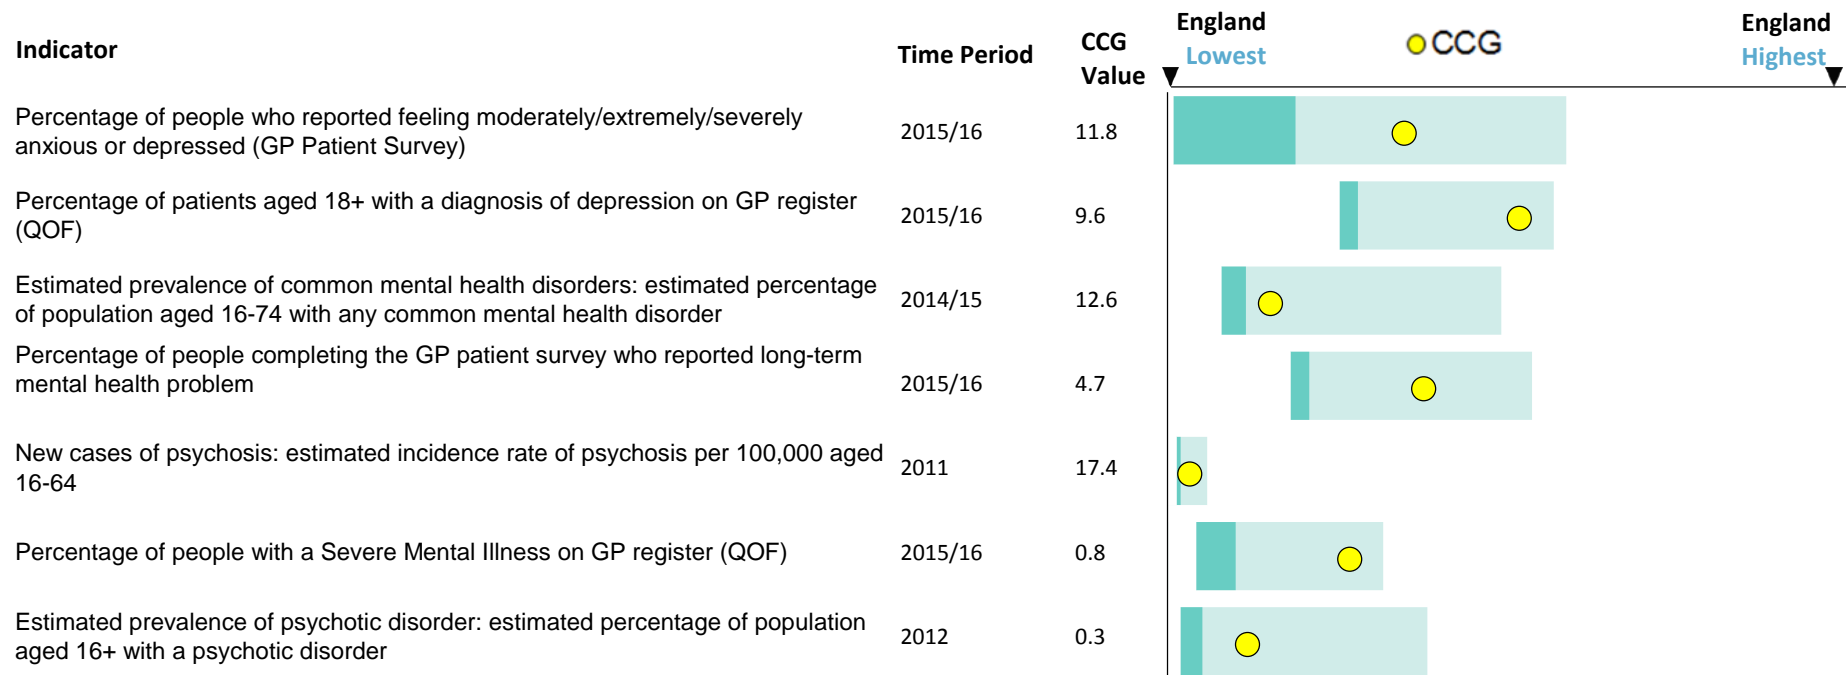 Indicator
Time Period
CCG
Value
England
Lowest
CCG
England
Highest
Percentage of people who reported feeling moderately/extremely/severely
anxious or depressed (GP Patient Survey)
2015/16
11.8
Percentage of patients aged 18+ with a diagnosis of depression on GP register
(QOF)
2015/16
9.6
Estimated prevalence of common mental health disorders: estimated percentage
of population aged 16-74 with any common mental health disorder
2014/15
12.6
Percentage of people completing the GP patient survey who reported long-term
mental health problem
2015/16
4.7
New cases of psychosis: estimated incidence rate of psychosis per 100,000 aged
16-64
2011
17.4
Percentage of people with a Severe Mental Illness on GP register (QOF)
2015/16
0.8
Estimated prevalence of psychotic disorder: estimated percentage of population
aged 16+ with a psychotic disorder
2012
0.3